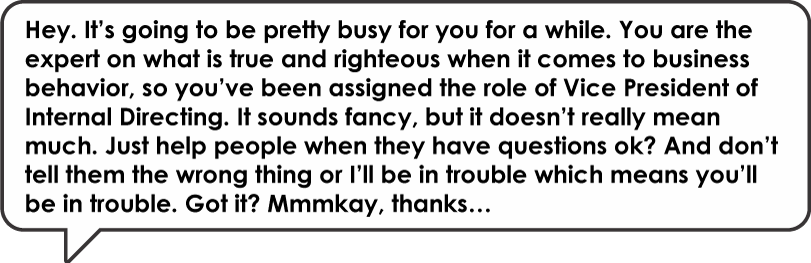 Hey. It’s going to be pretty busy for you for a while. You are the
expert on what is true and righteous when it comes to business
behavior, so you’ve been assigned the role of Vice President of
Internal Directing. It sounds fancy, but it doesn’t really mean
much. Just help people when they have questions ok? And don’t
tell them the wrong thing or I’ll be in trouble which means you’ll
be in trouble. Got it? Mmmkay, thanks…